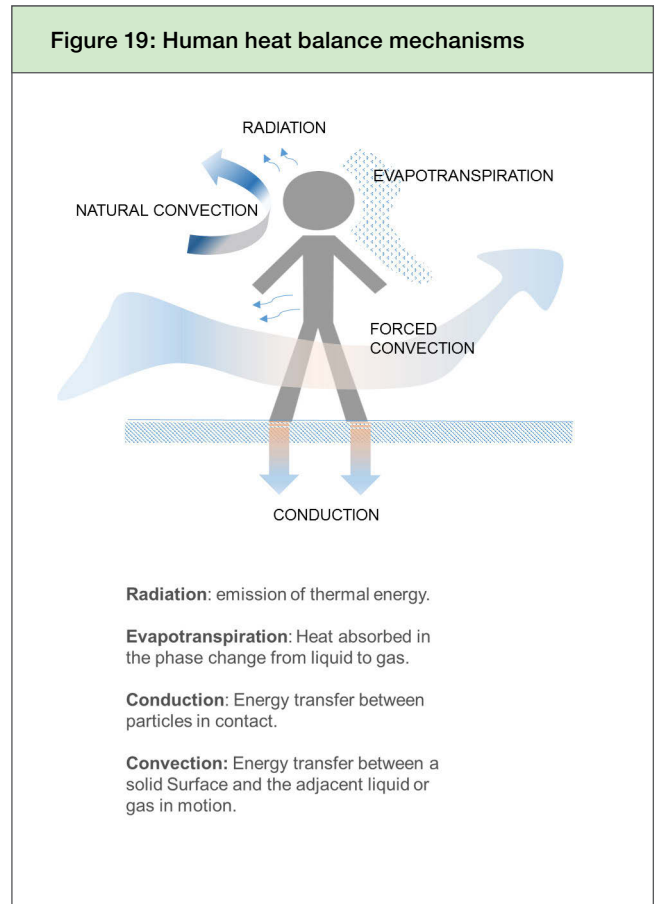 Figure 19: Human heat balance mechanisms
RADIATION
EVAPOTRANSPIRATION
NATURAL CONVECTION
FORCED
CONVECTION
CONDUCTION
Radiation: emission of thermal energy.
Evapotranspiration: Heat absorbed in
the phase change from liquid to gas.
Conduction: Energy transfer between
particles in contact.
Convection: Energy transfer between a
solid Surface and the adjacent liquid or
gas in motion.